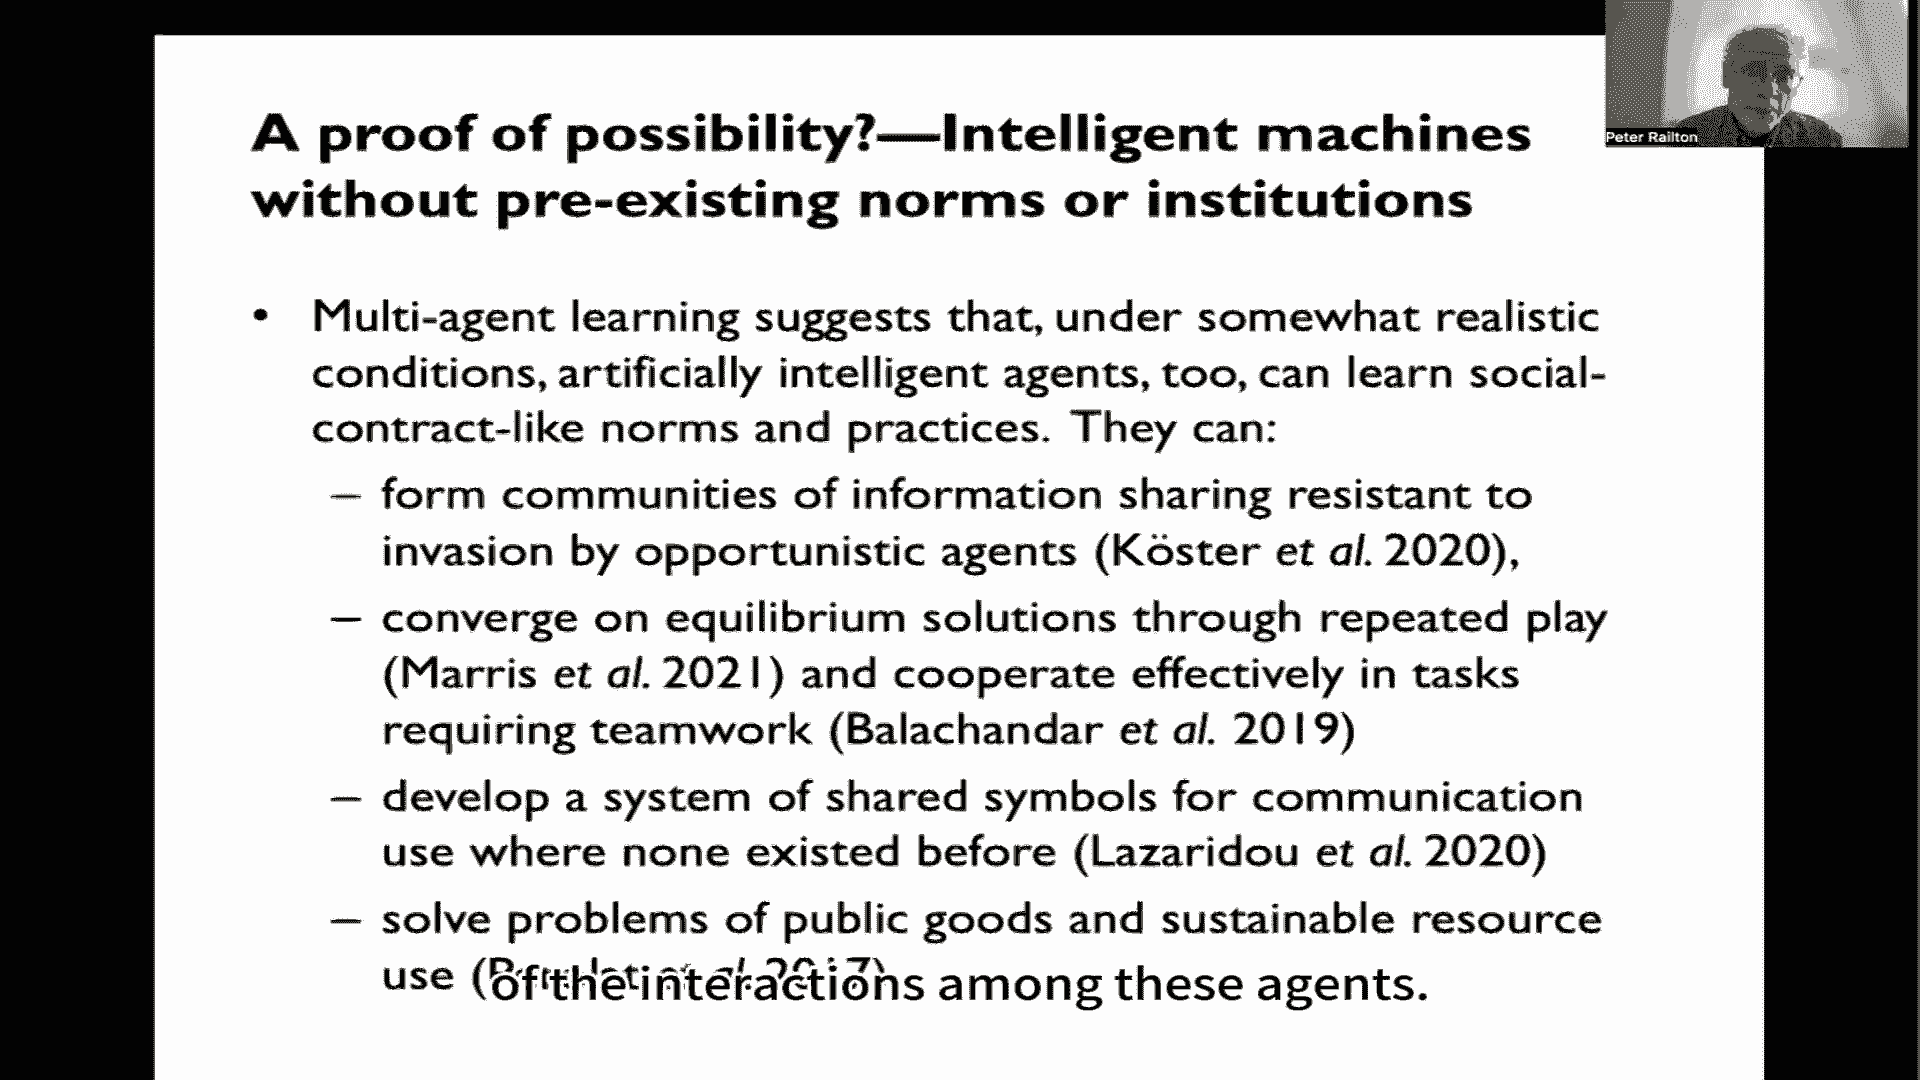 Peter Railton
A proof of possibility?—Intelligent machines
without pre-existing norms or institutions
• Multi-agent learning suggests that, under somewhat realistic
conditions, artificially intelligent agents, too, can learn social-
contract-like norms and practices. They can:
– form communities of information sharing resistant to
invasion by opportunistic agents (Köster et al. 2020),
– converge on equilibrium solutions through repeated play
(Marris et al. 2021) and cooperate effectively in tasks
requiring teamwork (Balachandar et al. 2019)
– develop a system of shared symbols for communication
use where none existed before (Lazaridou et al. 2020)
– solve problems of public goods and sustainable resource
use (
of the interactions among these agents.